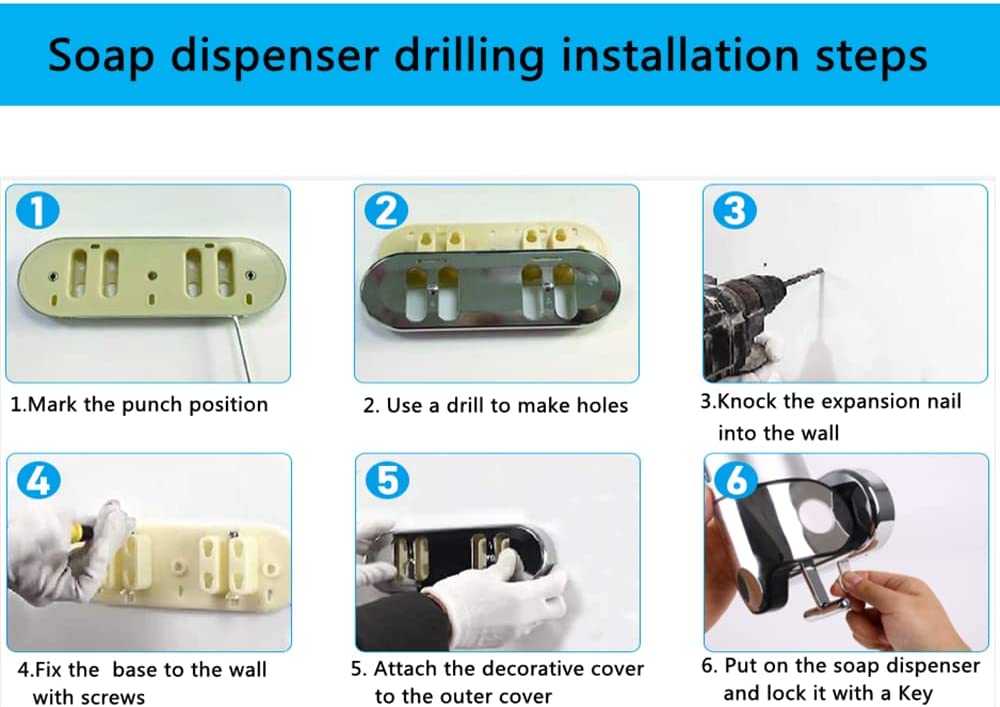 Soap dispenser drilling installation steps
1
2
3
1.Mark the punch position
2. Use a drill to make holes
3.Knock the expansion nail
into the wall
4
5
6
4.Fix the base to the wall
with screws
5. Attach the decorative cover
to the outer cover
6. Put on the soap dispenser
and lock it with a Key